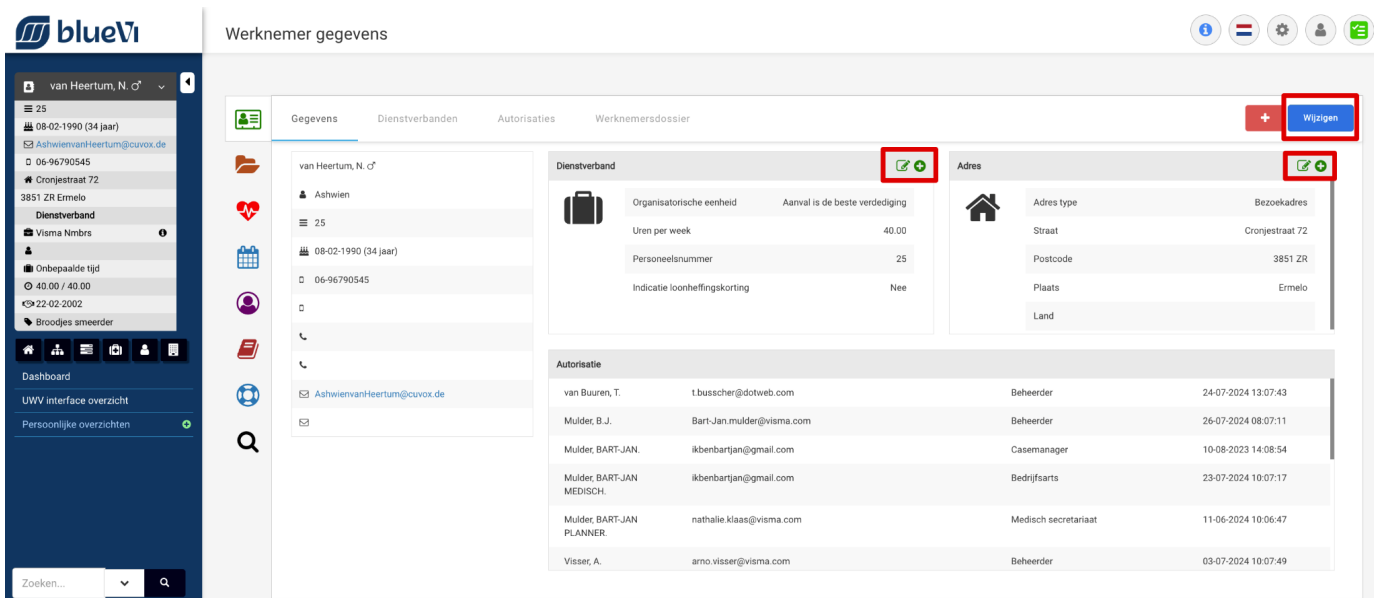 blueVi
Werknemer gegevens
van Heertum, N.
25
08-02-1990 (34 jaar)
AshwienvanHeertum@cuvox.de
06-96790545
Cronjestraat 72
3851 ZR Ermelo
Dienstverband
Visma Nmbrs
Onbepaalde tijd
40.00 / 40.00
22-02-2002
Broodjes smeerder
Dashboard
UWV interface overzicht
Persoonlijke overzichten
Zoeken...
Gegevens Dienstverbanden Autorisaties Werknemersdossier
+ Wijzigen
van Heertum, N.
Ashwien
25
08-02-1990 (34 jaar)
06-96790545
AshwienvanHeertum@cuvox.de
Dienstverband
Organisatorische eenheid Aanval is de beste verdediging
Uren per week 40.00
Personeelsnummer 25
Indicatie loonheffingskorting Nee
Adres
Adres type Bezoekadres
Straat Cronjestraat 72
Postcode 3851 ZR
Plaats Ermelo
Land
Autorisatie
van Buuren, T. t.busscher@dotweb.com Beheerder 24-07-2024 13:07:43
Mulder, B.J. Bart-Jan.mulder@visma.com Beheerder 26-07-2024 08:07:11
Mulder, BART-JAN. ikbenbartjan@gmail.com Casemanager 10-08-2023 14:08:54
Mulder, BART-JAN ikbenbartjan@gmail.com Bedrijfsarts 23-07-2024 10:07:17
MEDISCH.
Mulder, BART-JAN nathalie.klaas@visma.com Medisch secretariaat 11-06-2024 10:06:47
PLANNER.
Visser, A. arno.visser@visma.com Beheerder 03-07-2024 10:07:49